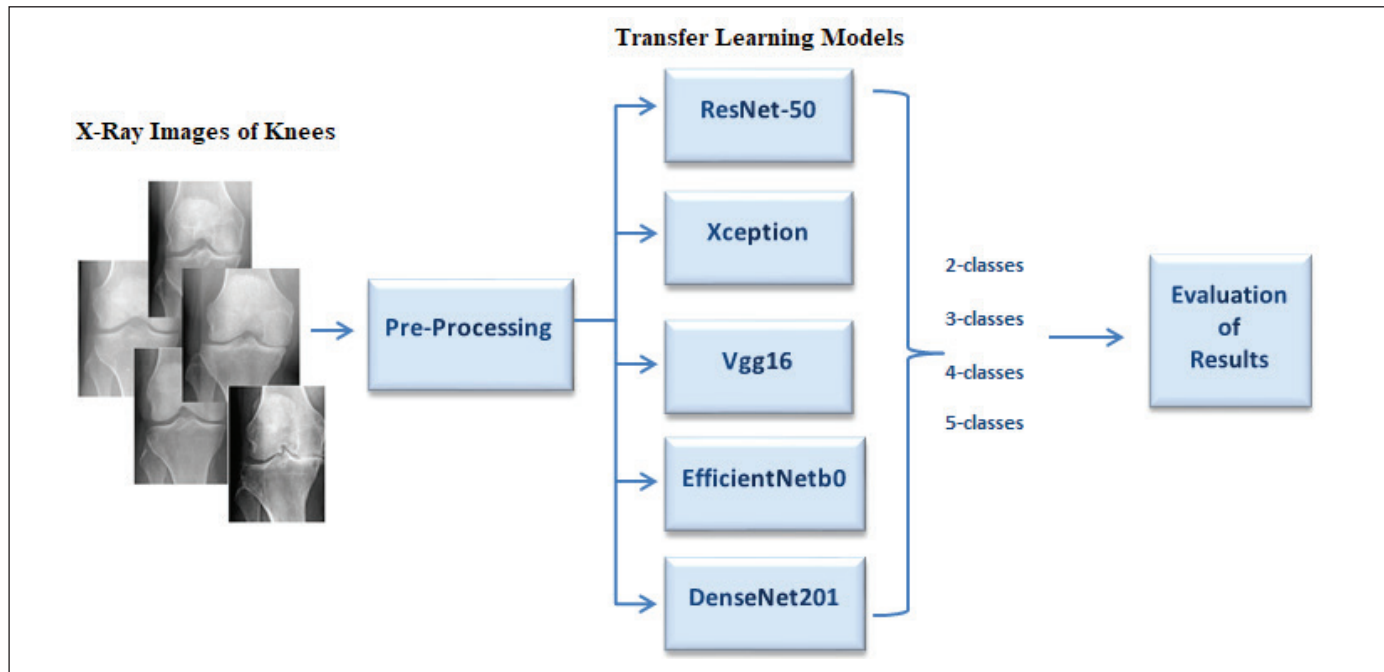 Transfer Learning Models
X-Ray Images of Knees
Pre-Processing
ResNet-50
Xception
Vgg16
EfficientNetb0
DenseNet201
2-classes
3-classes
4-classes
5-classes
Evaluation
of
Results